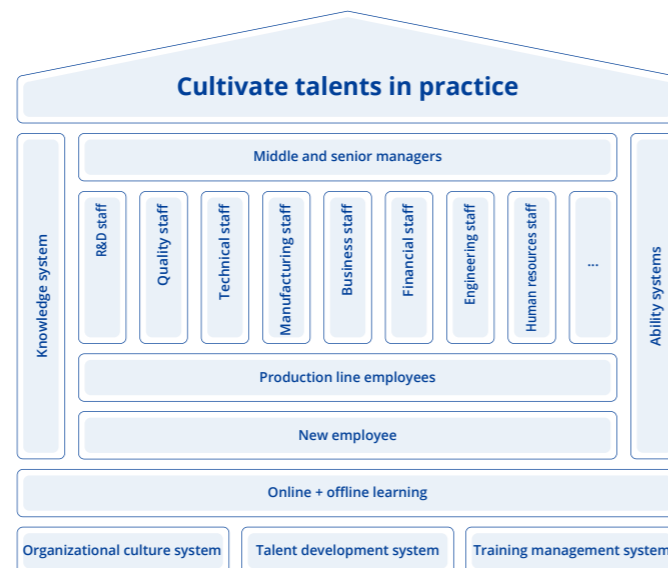 Cultivate talents in practice
Middle and senior managers
Knowledge system
R&D staff
Quality staff
Technical staff
Manufacturing staff
Business staff
Financial staff
Engineering staff
Human resources staff
...
Ability systems
Production line employees
New employee
Online + offline learning
Organizational culture system
Talent development system
Training management system